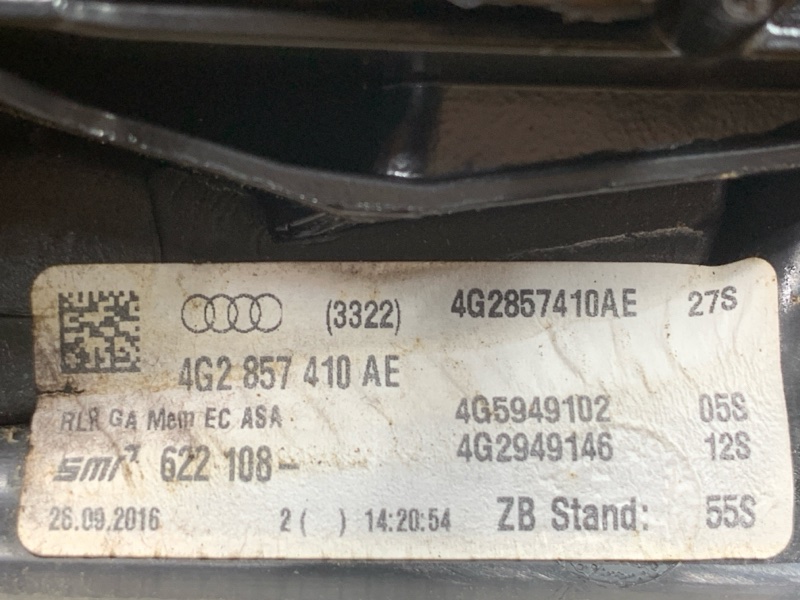 (3322) 4G2857410AE 27S
4G2 857 410 AE
RLR GA Mem EC ASA 4G5949102 05S
smr 622 108- 4G2949146 12S
26.09.2016 2 ( ) 14:20:54 ZB Stand: 55S